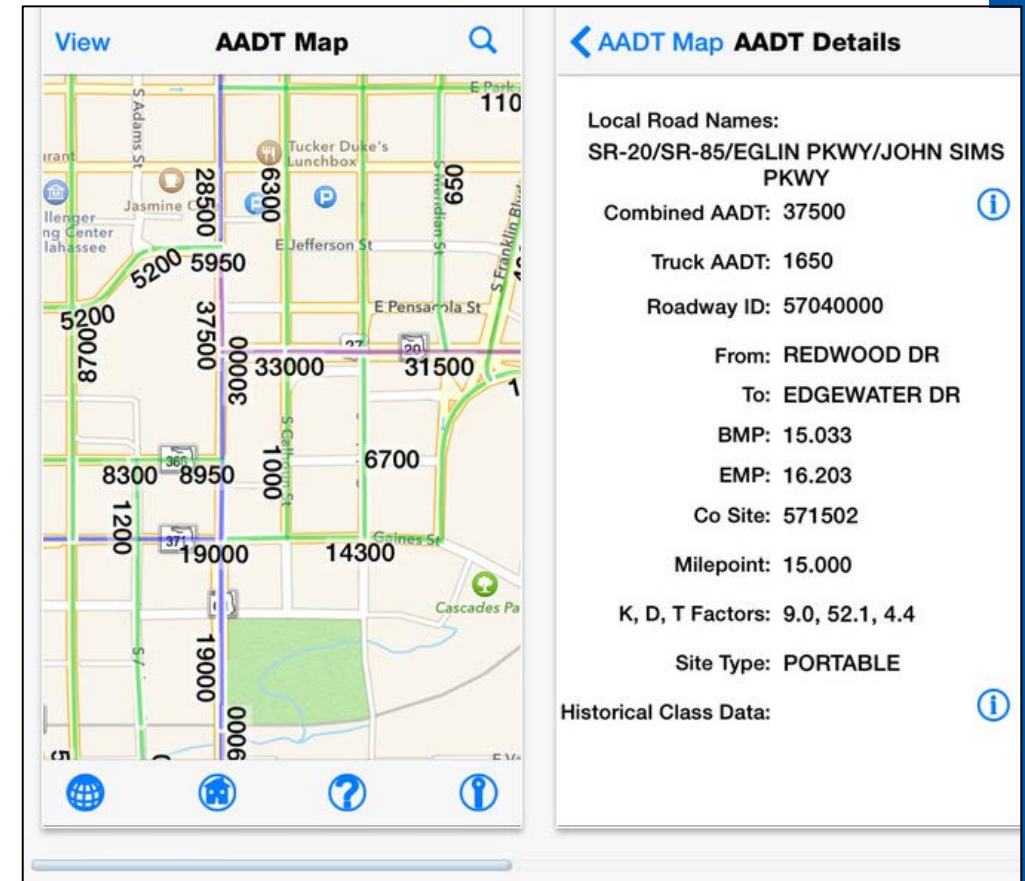 View
AADT Map
E Park
110
S Adams St
Tucker Duke's
Lunchbox
28500
6300
S Meridian St
650
Jasmine
S Franklin Blvd
llenger
ng Center
lahassee
E Jefferson St
5200
5950
E Pensacola St
5200
8700
37500
30000
27
20
33000
31500
S Calhoun St
1000
6700
8300
8950
1200
371
Gaines St
19000
14300
Cascades Pa
19000
9000
AADT Map AADT Details
Local Road Names:
SR-20/SR-85/EGLIN PKWY/JOHN SIMS
PKWY
Combined AADT: 37500
Truck AADT: 1650
Roadway ID: 57040000
From: REDWOOD DR
To: EDGEWATER DR
BMP: 15.033
EMP: 16.203
Co Site: 571502
Milepoint: 15.000
K, D, T Factors: 9.0, 52.1, 4.4
Site Type: PORTABLE
Historical Class Data: